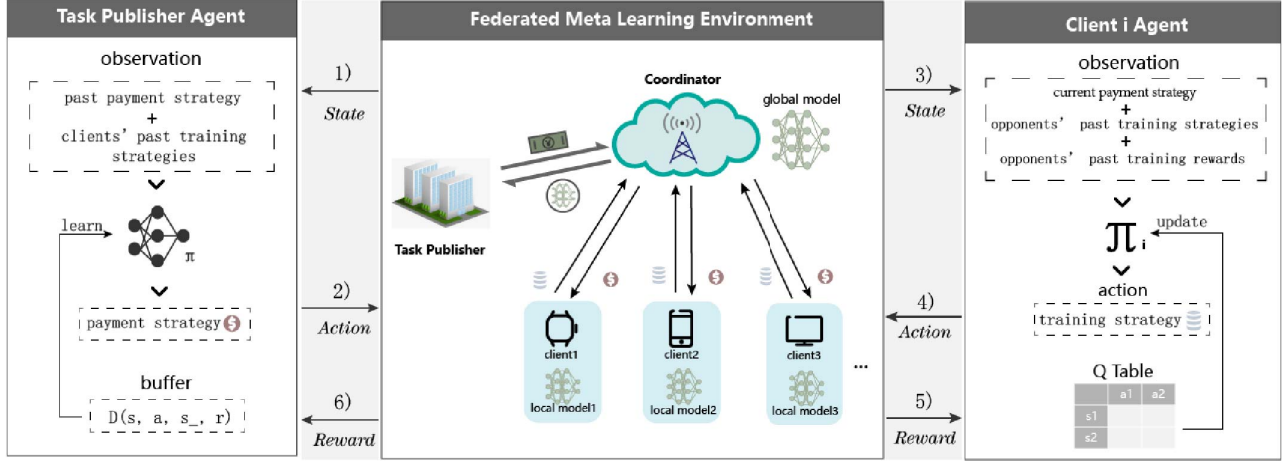 Task Publisher Agent
observation
past payment strategy
+
clients' past training
strategies
learn
π
payment strategy $
buffer
D(s, a, s_, r)
1)
State
2)
Action
6)
Reward
Federated Meta Learning Environment
Coordinator
global model
Task Publisher
$
$
$
client1
client2
client3
...
local model1
local model2
local model3
3)
State
4)
Action
5)
Reward
Client i Agent
observation
current payment strategy
+
opponents' past training strategies
+
opponents' past training rewards
π i
update
action
training strategy
Q Table
a1 a2
s1
s2